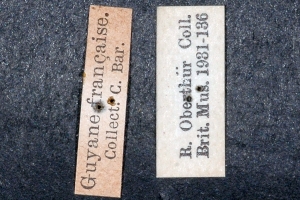 Guyane française.
Collect. C. Bar.
R. Oberthür Coll.
Brit. Mus. 1931-136